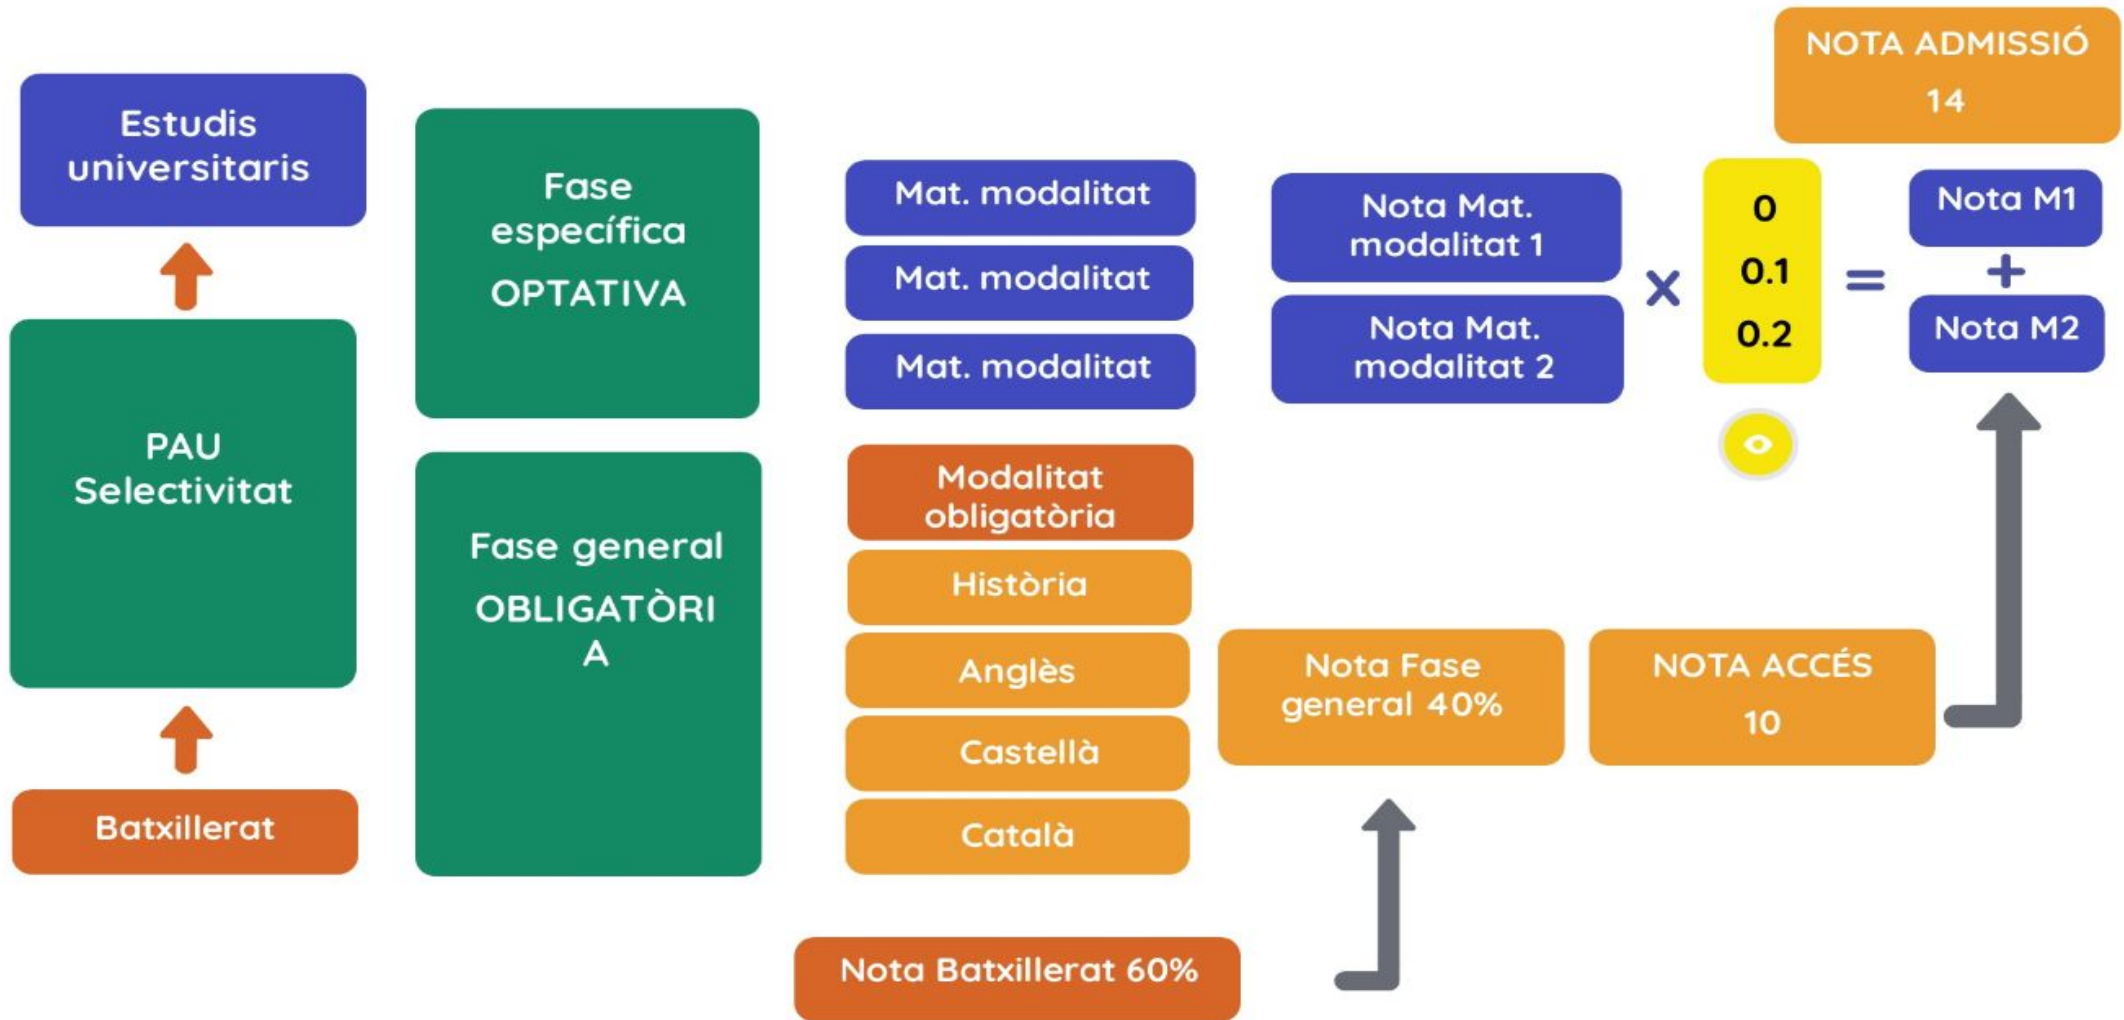 Estudis
universitaris
PAU
Selectivitat
Batxillerat
Fase
específica
OPTATIVA
Fase general
OBLIGATÒRI
A
Mat. modalitat
Mat. modalitat
Mat. modalitat
Modalitat
obligatòria
Història
Anglès
Castellà
Català
Nota Batxillerat 60%
Nota Mat.
modalitat 1
Nota Mat.
modalitat 2
x
0
0.1
0.2
=
NOTA ADMISSIÓ
14
Nota M1
+
Nota M2
Nota Fase
general 40%
NOTA ACCÉS
10